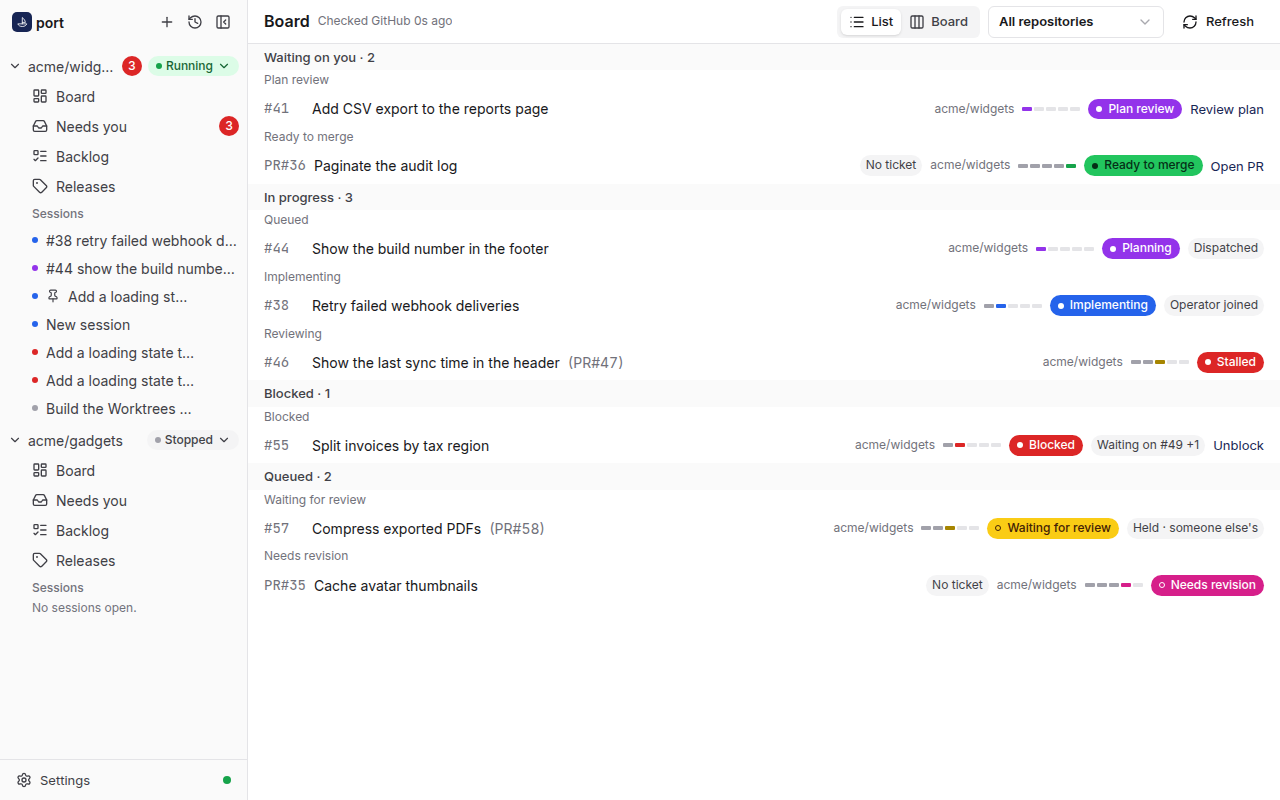 port
acme/widg... 3 Running
Board
Needs you 3
Backlog
Releases
Sessions
#38 retry failed webhook d...
#44 show the build numbe...
Add a loading st...
New session
Add a loading state t...
Add a loading state t...
Build the Worktrees ...
acme/gadgets Stopped
Board
Needs you
Backlog
Releases
Sessions
No sessions open.
Settings
Board Checked GitHub 0s ago List Board All repositories Refresh
Waiting on you · 2
Plan review
#41 Add CSV export to the reports page acme/widgets Plan review Review plan
Ready to merge
PR#36 Paginate the audit log No ticket acme/widgets Ready to merge Open PR
In progress · 3
Queued
#44 Show the build number in the footer acme/widgets Planning Dispatched
Implementing
#38 Retry failed webhook deliveries acme/widgets Implementing Operator joined
Reviewing
#46 Show the last sync time in the header (PR#47) acme/widgets Stalled
Blocked · 1
Blocked
#55 Split invoices by tax region acme/widgets Blocked Waiting on #49 +1 Unblock
Queued · 2
Waiting for review
#57 Compress exported PDFs (PR#58) acme/widgets Waiting for review Held · someone else's
Needs revision
PR#35 Cache avatar thumbnails No ticket acme/widgets Needs revision